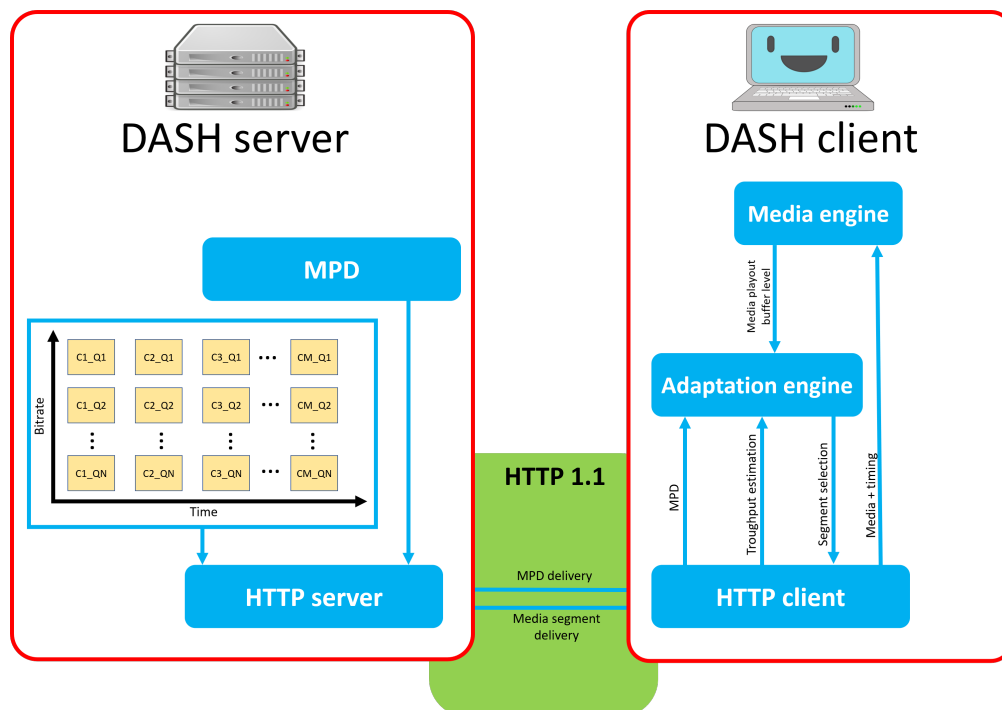 DASH server
MPD
Bitrate
C1_Q1 C2_Q1 C3_Q1 ... CM_Q1
C1_Q2 C2_Q2 C3_Q2 ... CM_Q2
C1_QN C2_QN C3_QN ... CM_QN
Time
HTTP server
HTTP 1.1
MPD delivery
Media segment
delivery
DASH client
Media engine
Media playout
buffer level
Adaptation engine
MPD
Troughput estimation
Segment selection
Media + timing
HTTP client